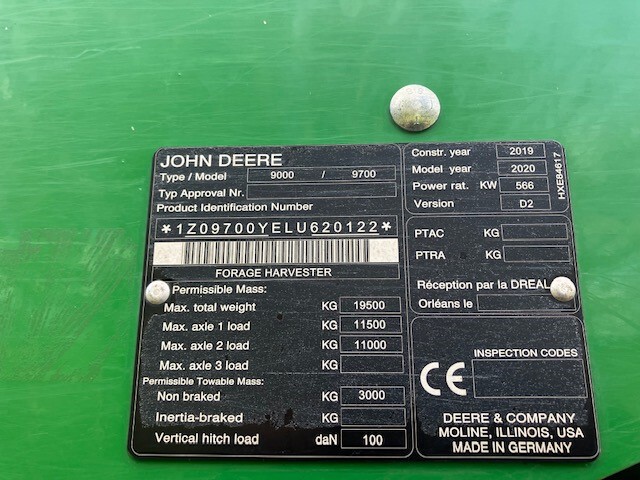 JOHN DEERE
Type / Model 9000 / 9700
Typ Approval Nr.
Product Identification Number
*1Z09700YELU620122*
FORAGE HARVESTER
Permissible Mass:
Max. total weight KG 19500
Max. axle 1 load KG 11500
Max. axle 2 load KG 11000
Max. axle 3 load KG
Permissible Towable Mass:
Non braked KG 3000
Inertia-braked KG
Vertical hitch load daN 100
Constr. year 2019
Model year 2020
Power rat. KW 566
Version D2
HXE84617
PTAC KG
PTRA KG
Réception par la DREAL
Orléans le
CE
INSPECTION CODES
DEERE & COMPANY
MOLINE, ILLINOIS, USA
MADE IN GERMANY